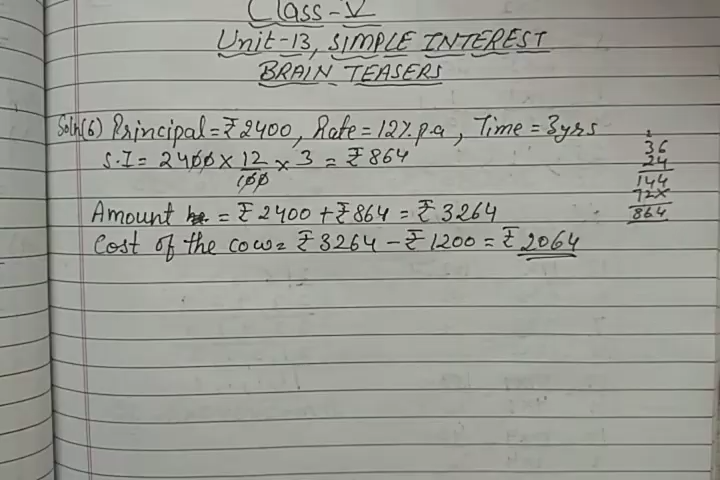 Class-V
Unit-13, SIMPLE INTEREST
BRAIN TEASERS
Soln(6) Principal = ₹2400, Rate = 12% p.a, Time = 3yrs
S.I = 2400 × 12/100 × 3 = ₹864
Amount = ₹2400 + ₹864 = ₹3264
Cost of the cow = ₹3264 - ₹1200 = ₹2064
2
36
24
144
72×
864